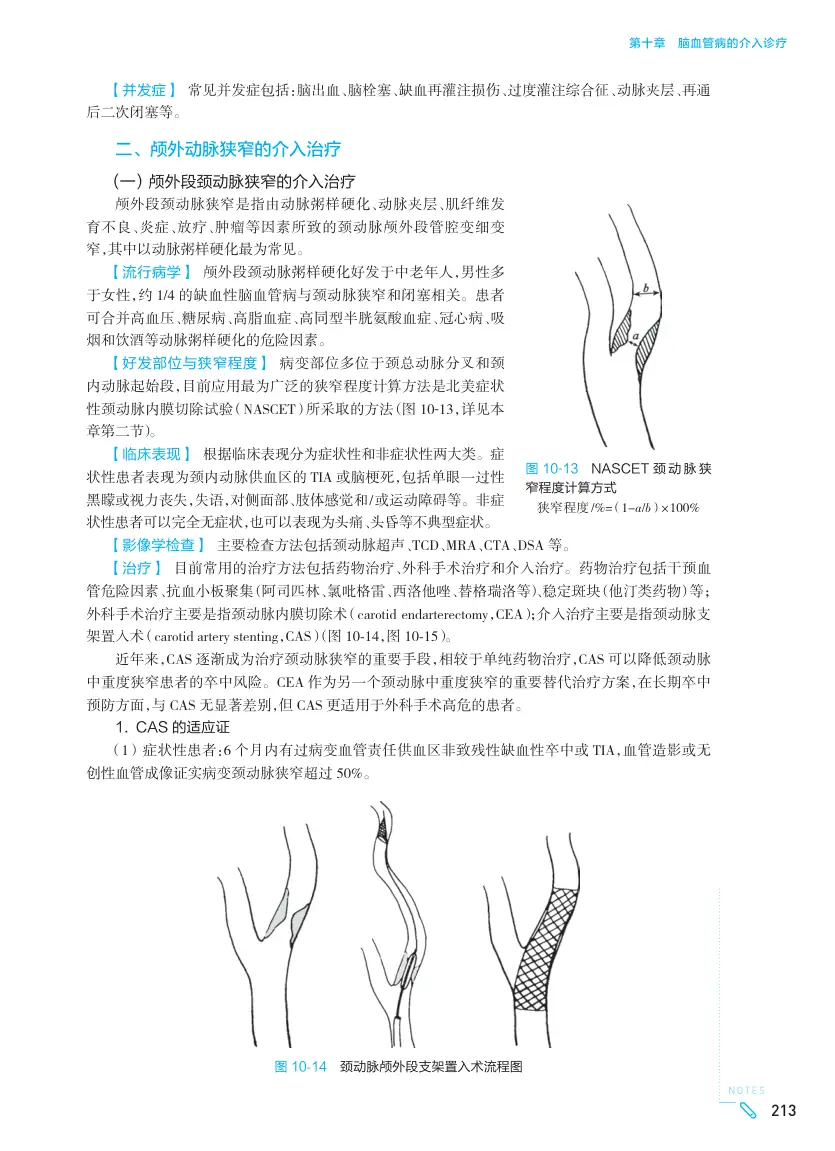 第十章 脑血管病的介入诊疗
【并发症】 常见并发症包括:脑出血、脑栓塞、缺血再灌注损伤、过度灌注综合征、动脉夹层、再通
后二次闭塞等。
二、颅外动脉狭窄的介入治疗
(一)颅外段颈动脉狭窄的介入治疗
颅外段颈动脉狭窄是指由动脉粥样硬化、动脉夹层、肌纤维发
育不良、炎症、放疗、肿瘤等因素所致的颈动脉颅外段管腔变细变
窄,其中以动脉粥样硬化最为常见。
【流行病学】 颅外段颈动脉粥样硬化好发于中老年人,男性多
于女性,约 1/4 的缺血性脑血管病与颈动脉狭窄和闭塞相关。患者
可合并高血压、糖尿病、高脂血症、高同型半胱氨酸血症、冠心病、吸
烟和饮酒等动脉粥样硬化的危险因素。
【好发部位与狭窄程度】 病变部位多位于颈总动脉分叉和颈
内动脉起始段,目前应用最为广泛的狭窄程度计算方法是北美症状
性颈动脉内膜切除试验(NASCET)所采取的方法(图 10-13,详见本
章第二节)。
【临床表现】 根据临床表现分为症状性和非症状性两大类。症
状性患者表现为颈内动脉供血区的 TIA 或脑梗死,包括单眼一过性
黑矇或视力丧失,失语,对侧面部、肢体感觉和/或运动障碍等。非症
状性患者可以完全无症状,也可以表现为头痛、头昏等不典型症状。
b
a
图 10-13 NASCET 颈动脉狭
窄程度计算方式
狭窄程度/%=(1-a/b)×100%
【影像学检查】 主要检查方法包括颈动脉超声、TCD、MRA、CTA、DSA 等。
【治疗】 目前常用的治疗方法包括药物治疗、外科手术治疗和介入治疗。药物治疗包括干预血
管危险因素、抗血小板聚集(阿司匹林、氯吡格雷、西洛他唑、替格瑞洛等)、稳定斑块(他汀类药物)等;
外科手术治疗主要是指颈动脉内膜切除术(carotid endarterectomy,CEA);介入治疗主要是指颈动脉支
架置入术(carotid artery stenting,CAS)(图 10-14,图 10-15)。
近年来,CAS 逐渐成为治疗颈动脉狭窄的重要手段,相较于单纯药物治疗,CAS 可以降低颈动脉
中重度狭窄患者的卒中风险。CEA 作为另一个颈动脉中重度狭窄的重要替代治疗方案,在长期卒中
预防方面,与 CAS 无显著差别,但 CAS 更适用于外科手术高危的患者。
1. CAS 的适应证
(1)症状性患者:6 个月内有过病变血管责任供血区非致残性缺血性卒中或 TIA,血管造影或无
创性血管成像证实病变颈动脉狭窄超过 50%。
图 10-14 颈动脉颅外段支架置入术流程图
NOTES
213